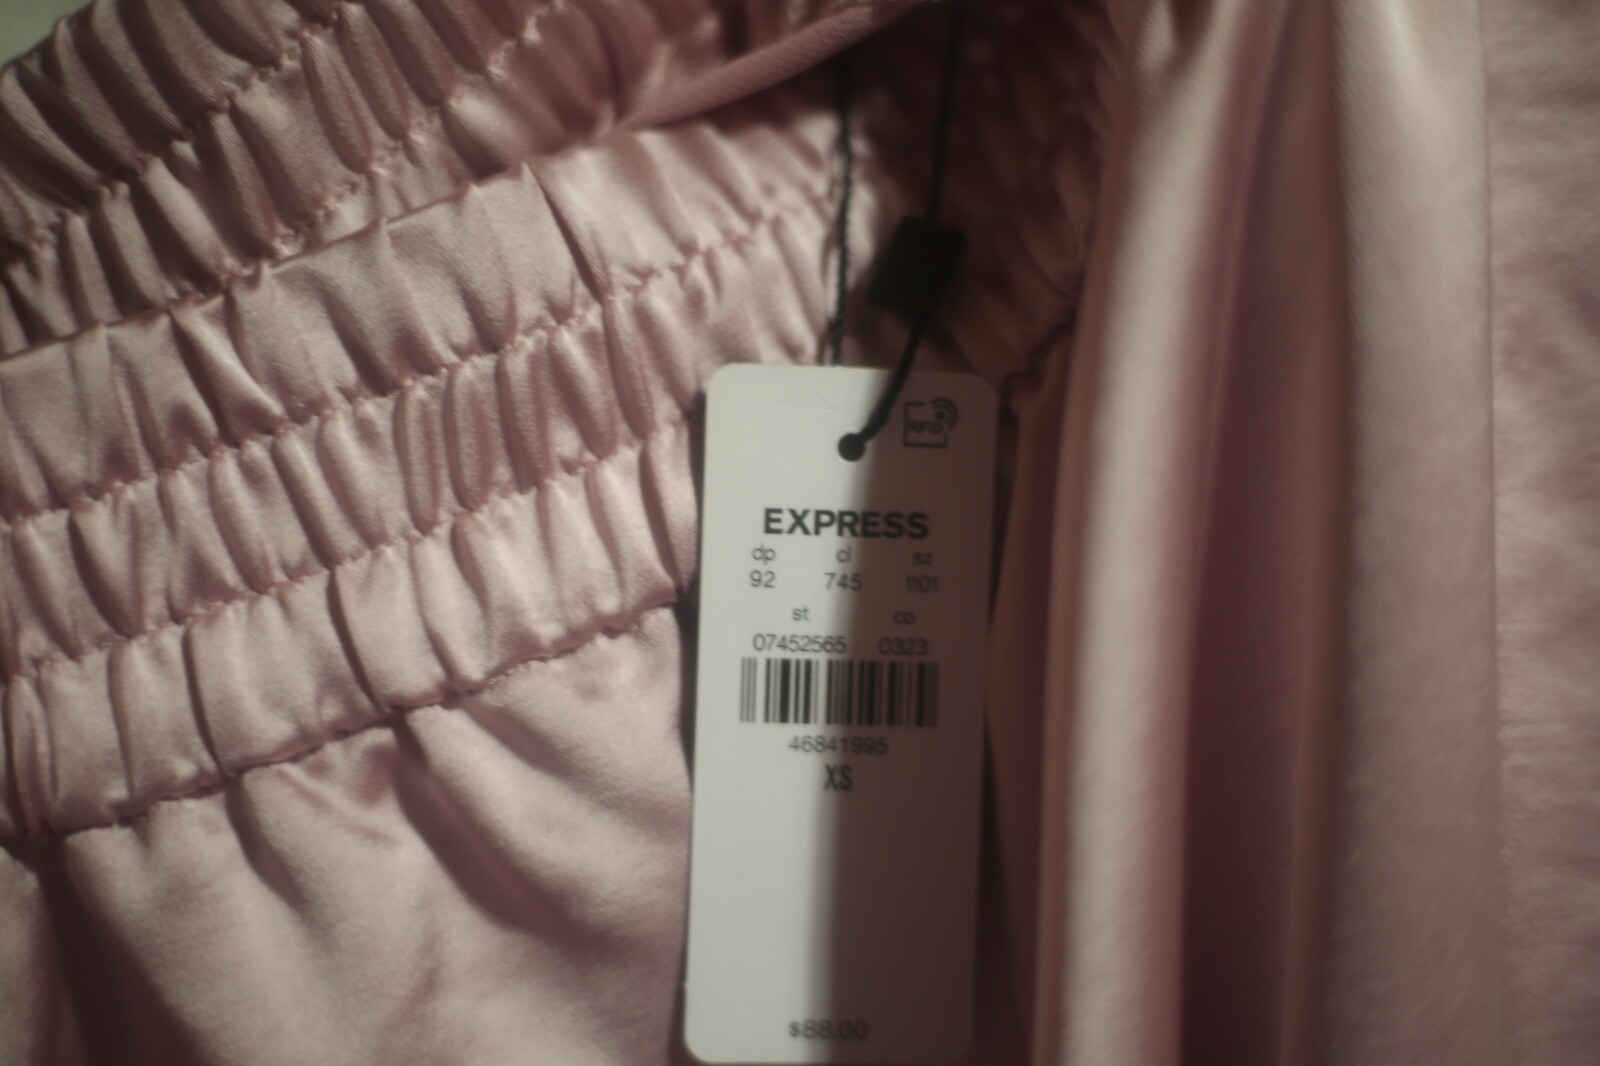 RFID
EXPRESS
dp cl sz
92 745 1101
st co
07452565 0323
46841995
XS
$88.00